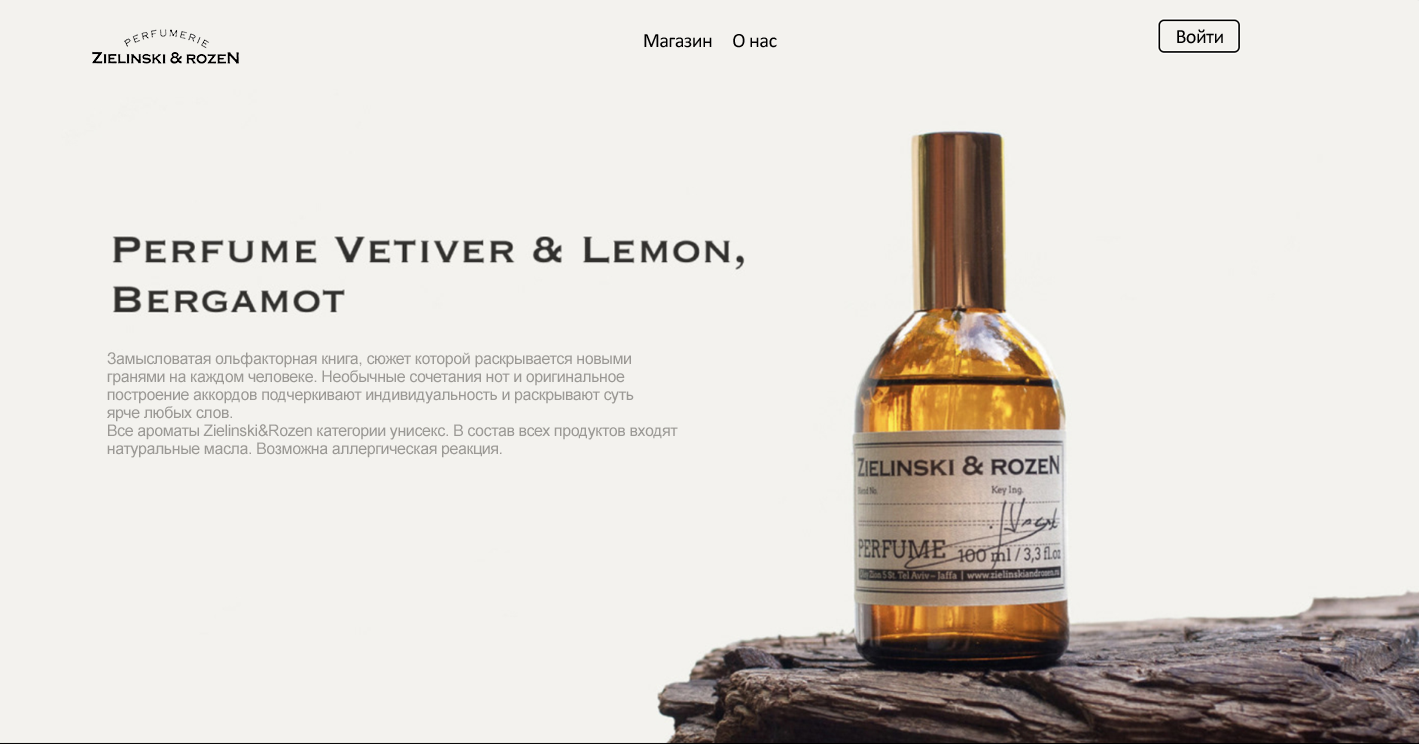 PERFUMERIE
ZIELINSKI & ROZEN
Магазин О нас
Войти
PERFUME VETIVER & LEMON,
BERGAMOT
Замысловатая ольфакторная книга, сюжет которой раскрывается новыми
гранями на каждом человеке. Необычные сочетания нот и оригинальное
построение аккордов подчеркивают индивидуальность и раскрывают суть
ярче любых слов.
Все ароматы Zielinski&Rozen категории унисекс. В состав всех продуктов входят
натуральные масла. Возможна аллергическая реакция.
ZIELINSKI & ROZEN
Blend No. Key Ing.
PERFUME 100 ml / 3,3 fl.oz
Zion 5 St. Tel Aviv – Jaffa | www.zielinskiandrozen.ru